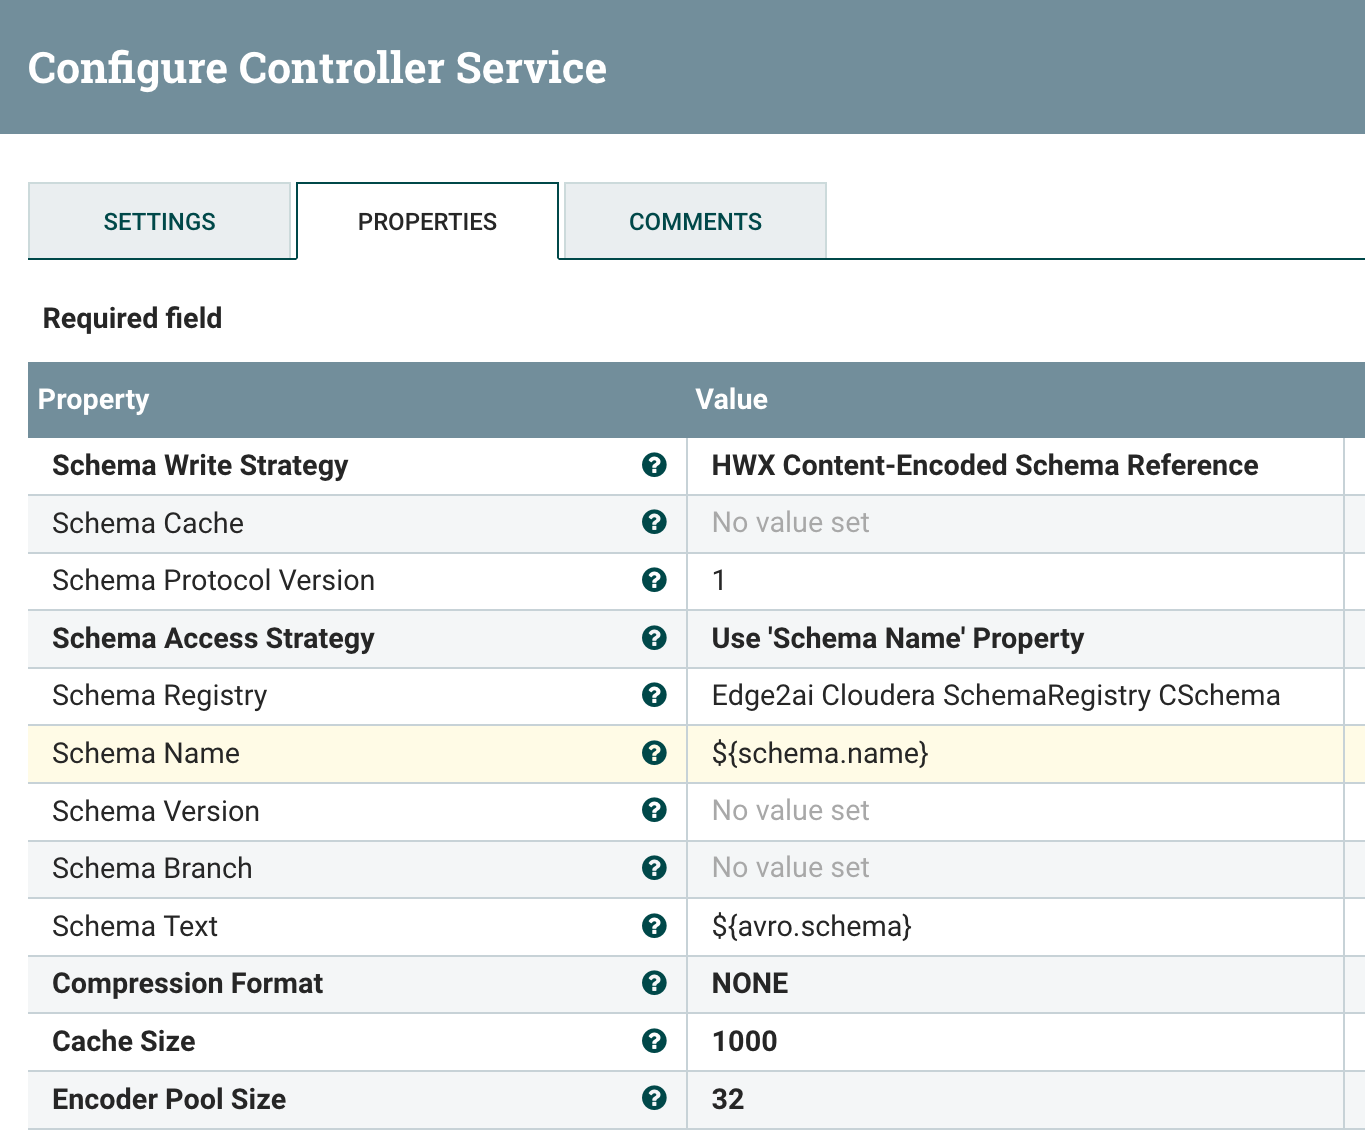 Configure Controller Service
SETTINGS PROPERTIES COMMENTS
Required field
Property Value
Schema Write Strategy ? HWX Content-Encoded Schema Reference
Schema Cache ? No value set
Schema Protocol Version ? 1
Schema Access Strategy ? Use 'Schema Name' Property
Schema Registry ? Edge2ai Cloudera SchemaRegistry CSchema
Schema Name ? ${schema.name}
Schema Version ? No value set
Schema Branch ? No value set
Schema Text ? ${avro.schema}
Compression Format ? NONE
Cache Size ? 1000
Encoder Pool Size ? 32